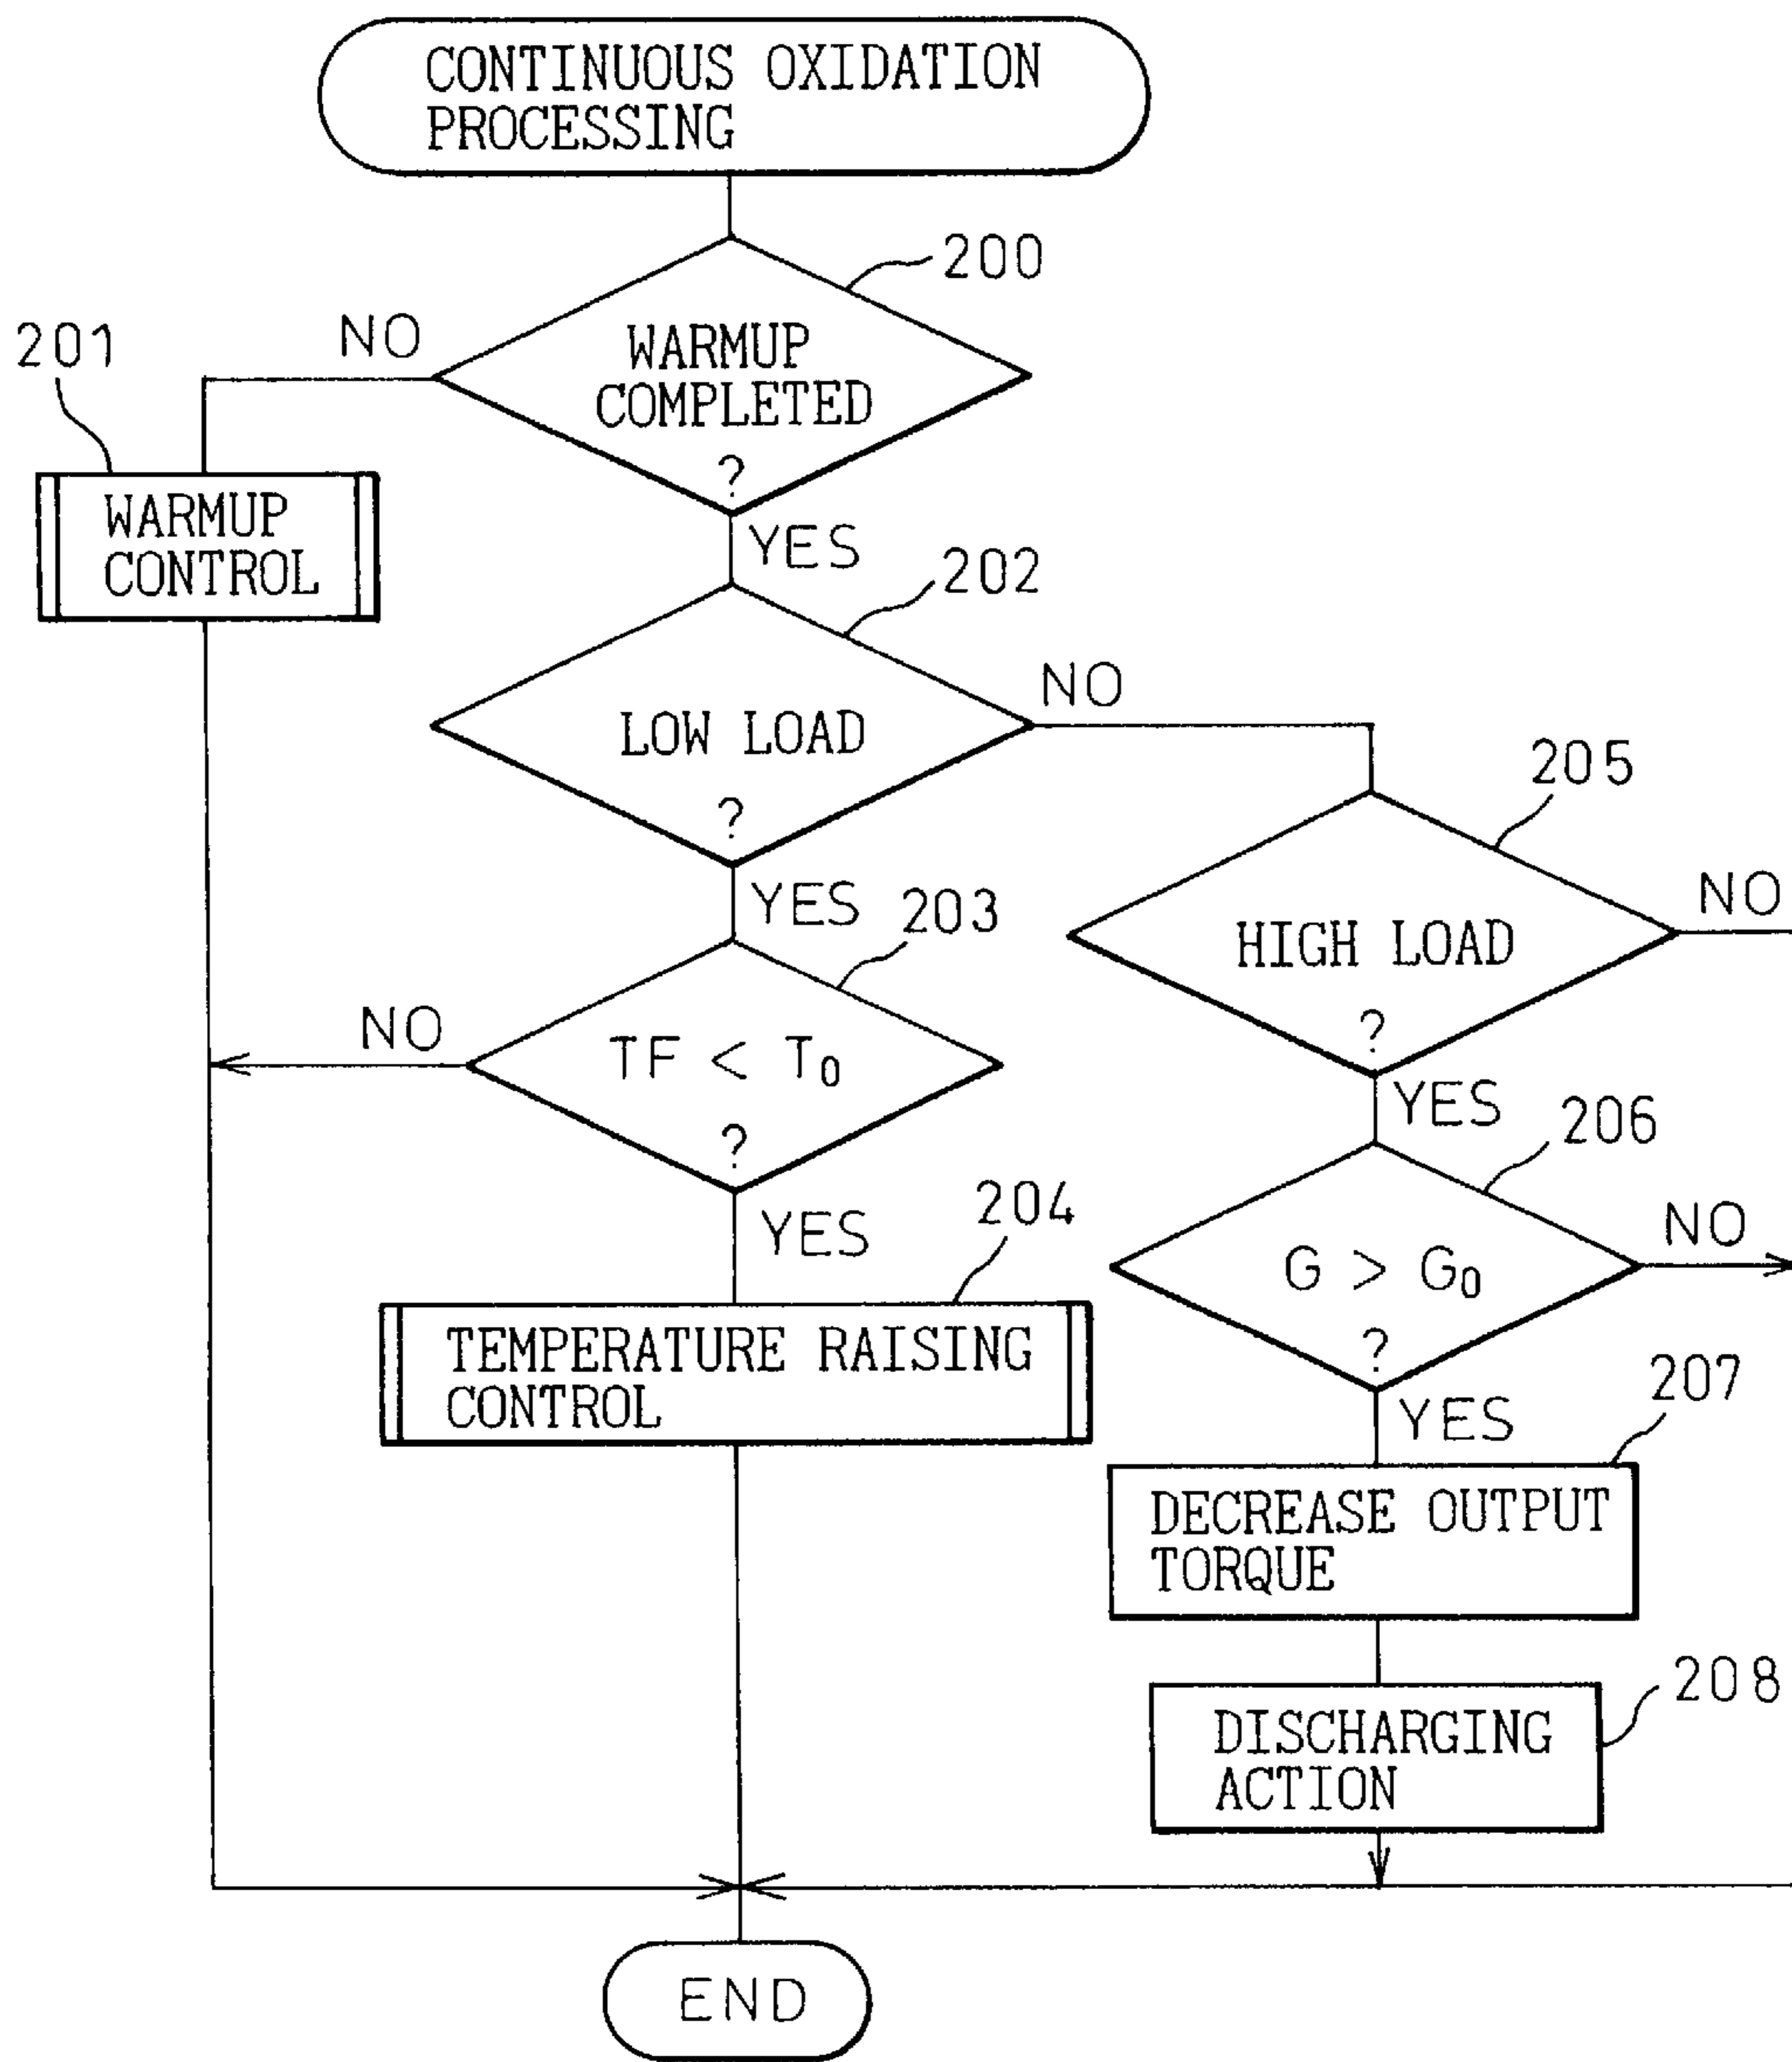 CONTINUOUS OXIDATION
PROCESSING
200
201
NO
WARMUP
COMPLETED
?
WARMUP
CONTROL
YES
202
LOW LOAD
?
NO
205
YES
203
HIGH LOAD
?
NO
NO
TF < T₀
?
YES
206
204
YES
G > G₀
?
NO
TEMPERATURE RAISING
CONTROL
207
YES
DECREASE OUTPUT
TORQUE
208
DISCHARGING
ACTION
END